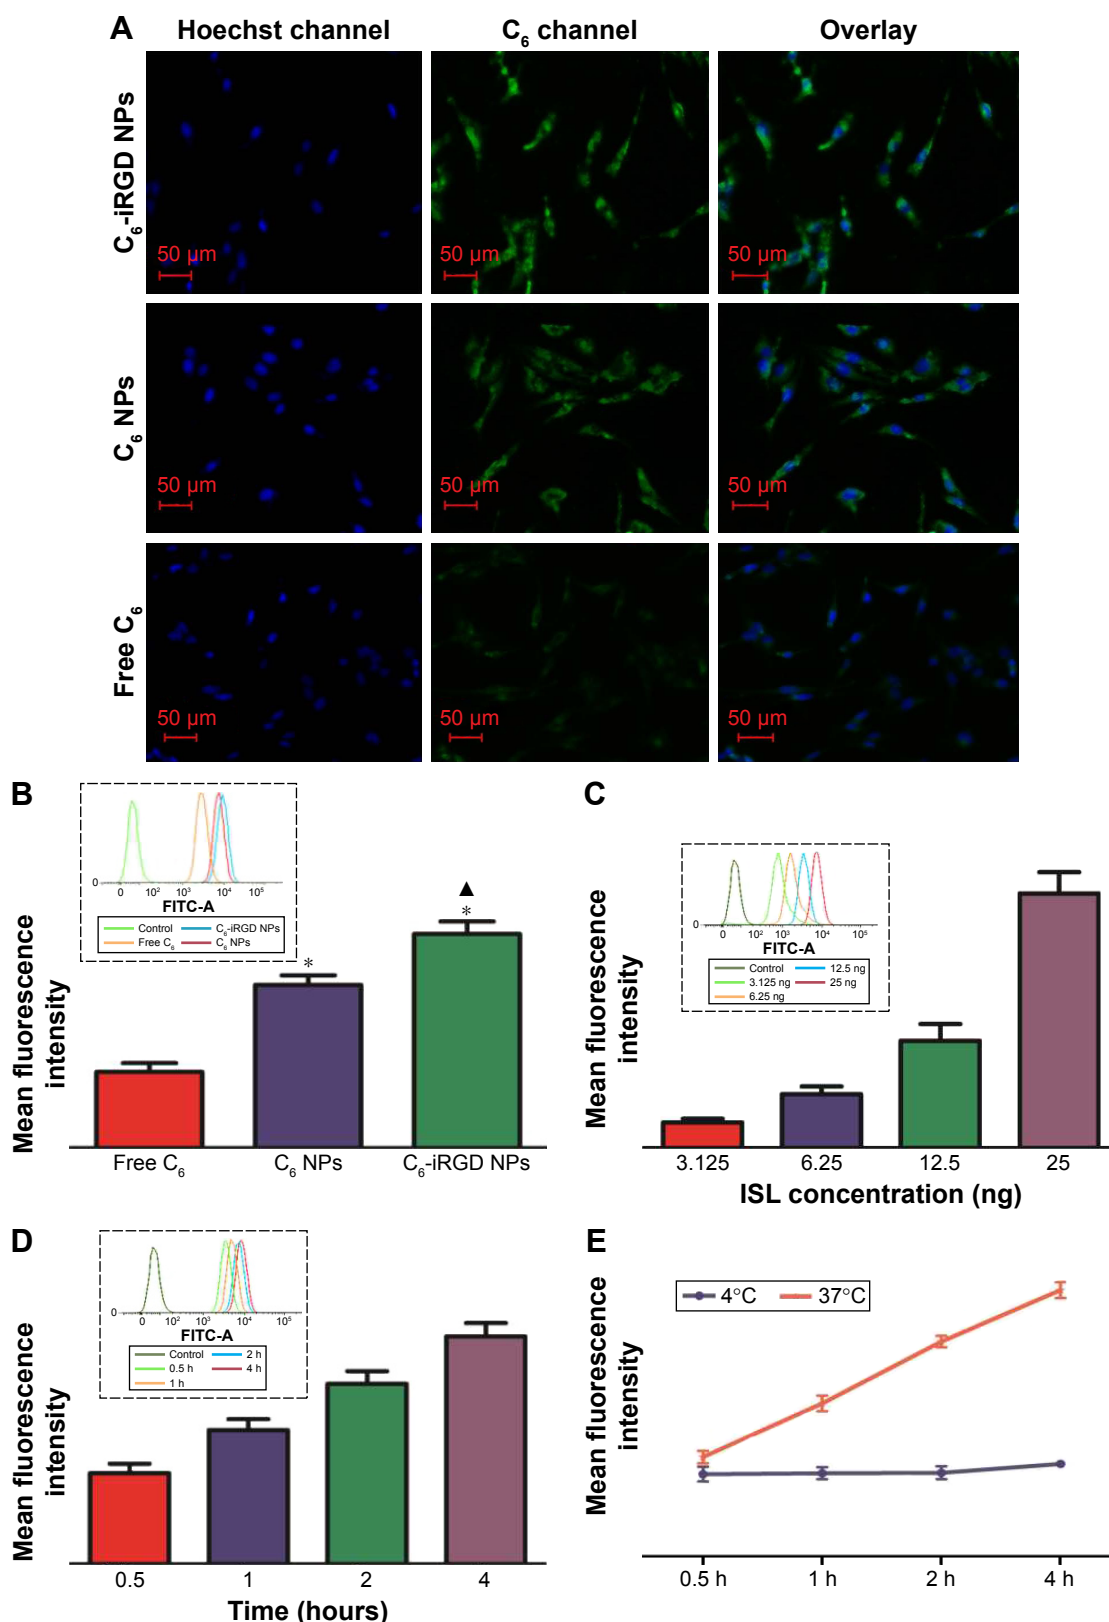 A
Hoechst channel
C6 channel
Overlay
C6-iRGD NPs
50 µm
50 µm
50 µm
C6 NPs
50 µm
50 µm
50 µm
Free C6
50 µm
50 µm
50 µm
B
Mean fluorescence
intensity
0
0 10² 10³ 10⁴ 10⁵
FITC-A
Control C6-iRGD NPs
Free C6 C6 NPs
*
▲
*
Free C6 C6 NPs C6-iRGD NPs
C
Mean fluorescence
intensity
0
0 10² 10³ 10⁴ 10⁵
FITC-A
Control 12.5 ng
3.125 ng 25 ng
6.25 ng
3.125 6.25 12.5 25
ISL concentration (ng)
D
Mean fluorescence
intensity
0
0 10² 10³ 10⁴ 10⁵
FITC-A
Control 2 h
0.5 h 4 h
1 h
0.5 1 2 4
Time (hours)
E
Mean fluorescence
intensity
4°C 37°C
0.5 h 1 h 2 h 4 h